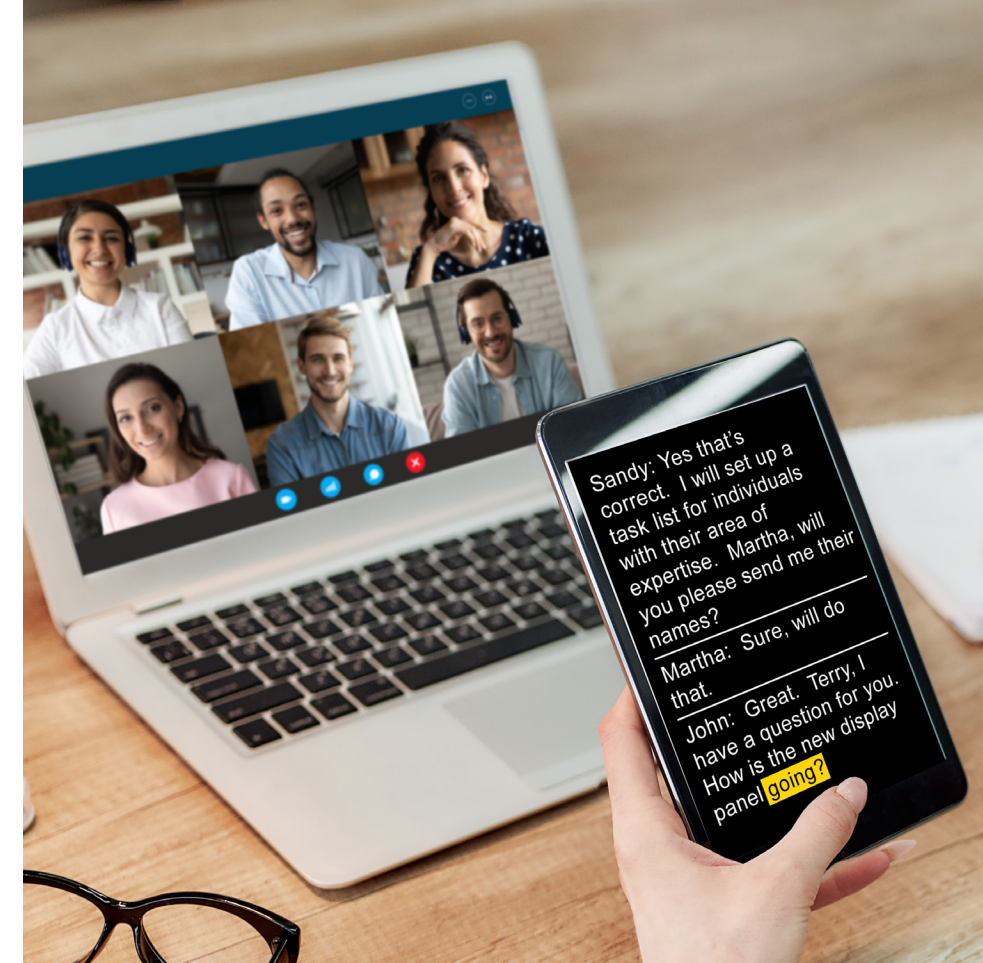 Sandy: Yes that's
correct.  I will set up a
task list for individuals
with their area of
expertise.  Martha, will
you please send me their
names?
Martha:  Sure, will do
that.
John:  Great.  Terry, I
have a question for you.
How is the new display
panel going?